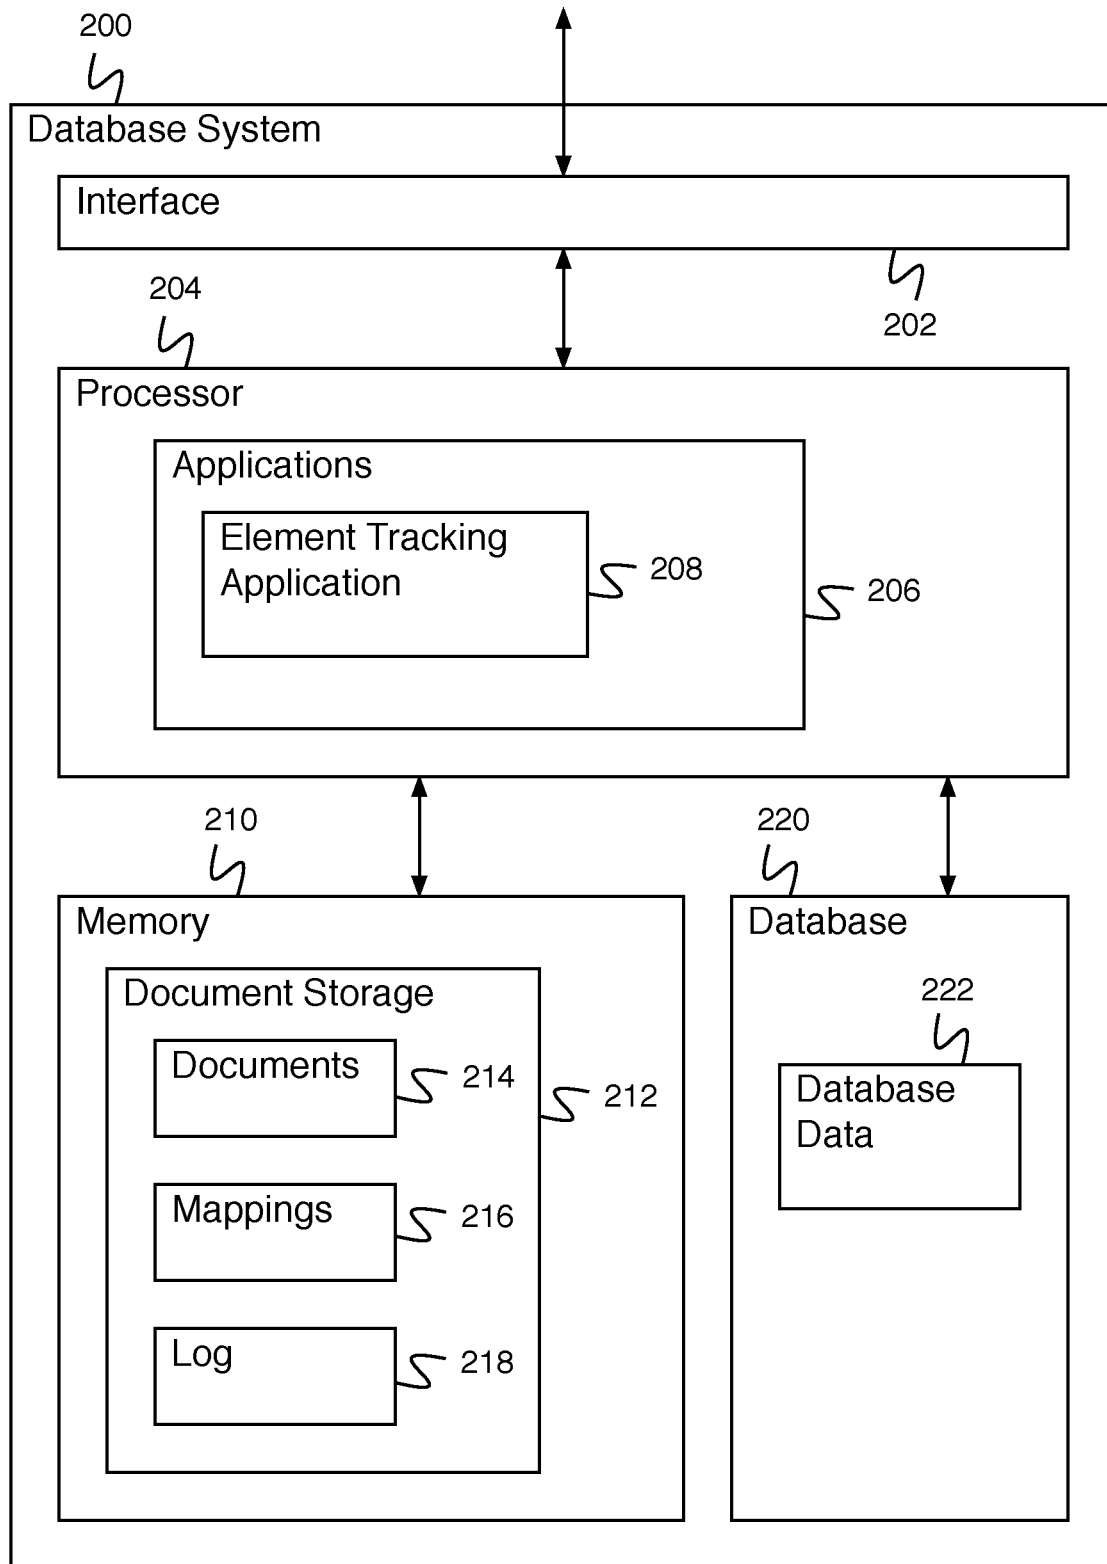 200
Database System
Interface
202
204
Processor
Applications
Element Tracking
Application
208
206
210
220
Memory
Database
Document Storage
222
Documents
214
212
Database
Data
Mappings
216
Log
218